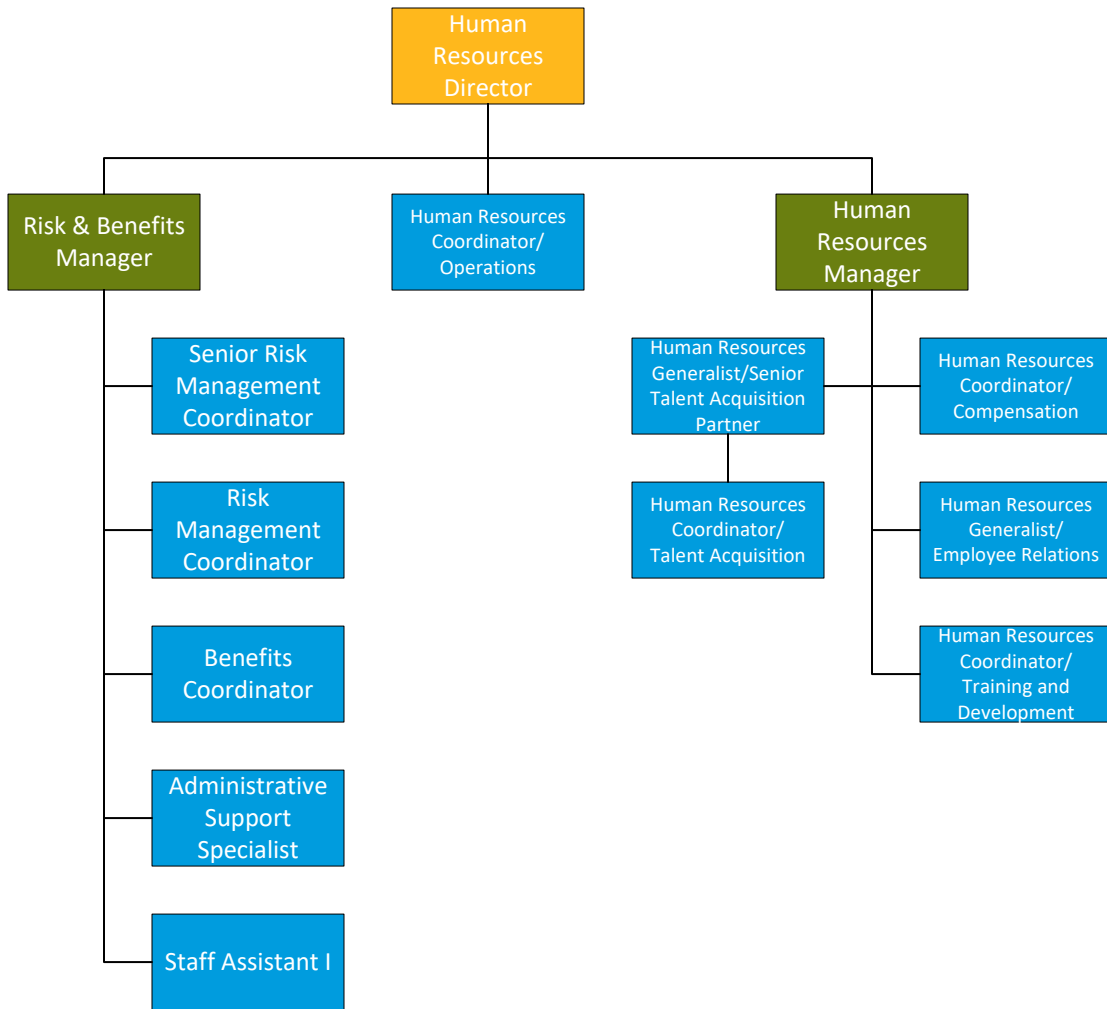 Human
Resources
Director
Risk & Benefits
Manager
Human Resources
Coordinator/
Operations
Human
Resources
Manager
Senior Risk
Management
Coordinator
Human Resources
Generalist/Senior
Talent Acquisition
Partner
Human Resources
Coordinator/
Compensation
Risk
Management
Coordinator
Human Resources
Coordinator/
Talent Acquisition
Human Resources
Generalist/
Employee Relations
Benefits
Coordinator
Human Resources
Coordinator/
Training and
Development
Administrative
Support
Specialist
Staff Assistant I